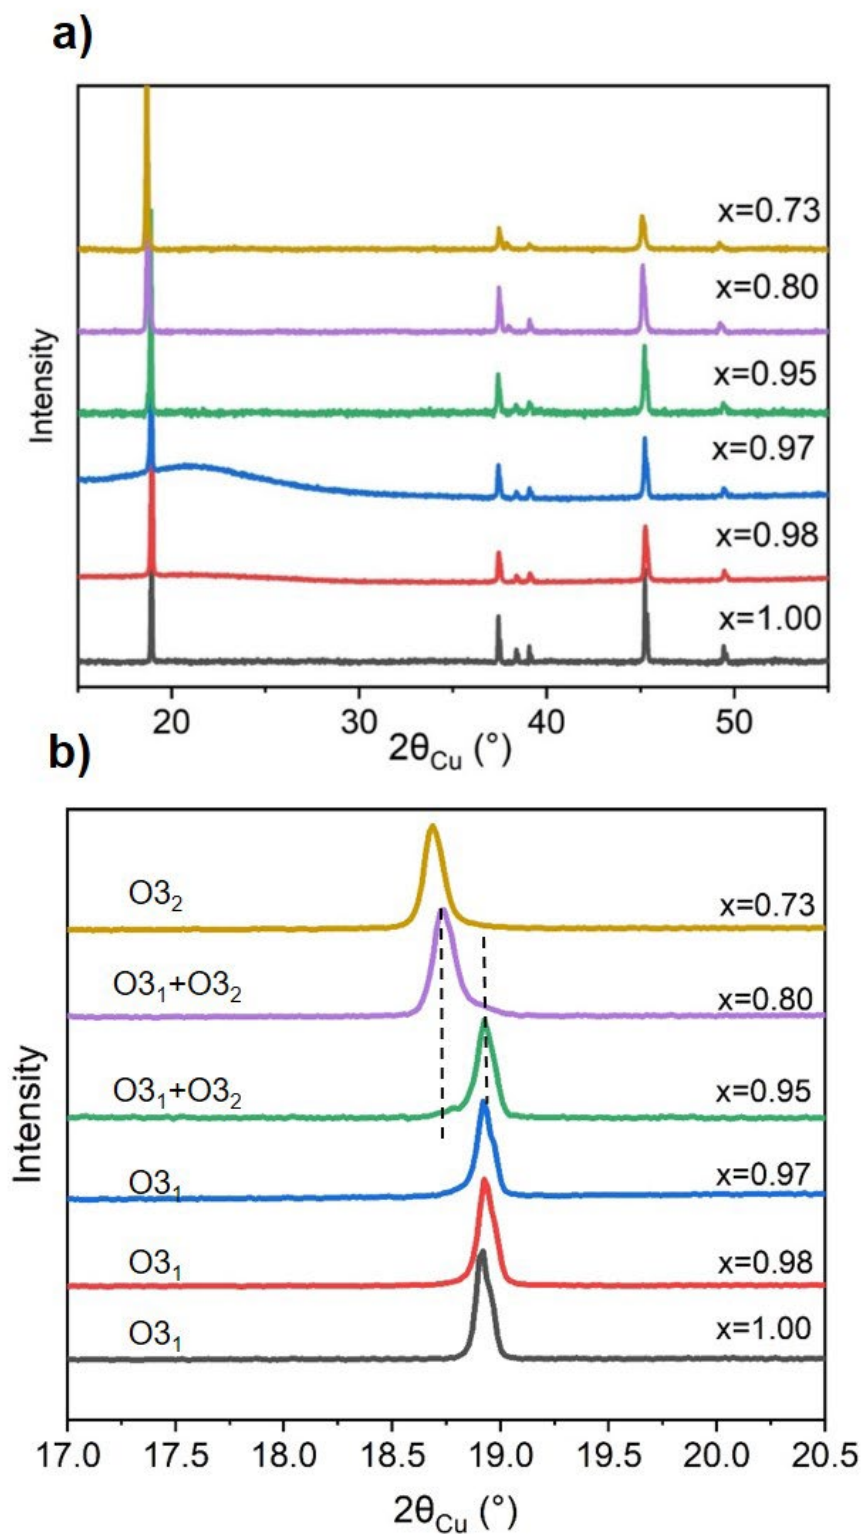 a)
Intensity
x=0.73
x=0.80
x=0.95
x=0.97
x=0.98
x=1.00
20 30 40 50
2θCu (°)
b)
Intensity
O3₂ x=0.73
O3₁+O3₂ x=0.80
O3₁+O3₂ x=0.95
O3₁ x=0.97
O3₁ x=0.98
O3₁ x=1.00
17.0 17.5 18.0 18.5 19.0 19.5 20.0 20.5
2θCu (°)